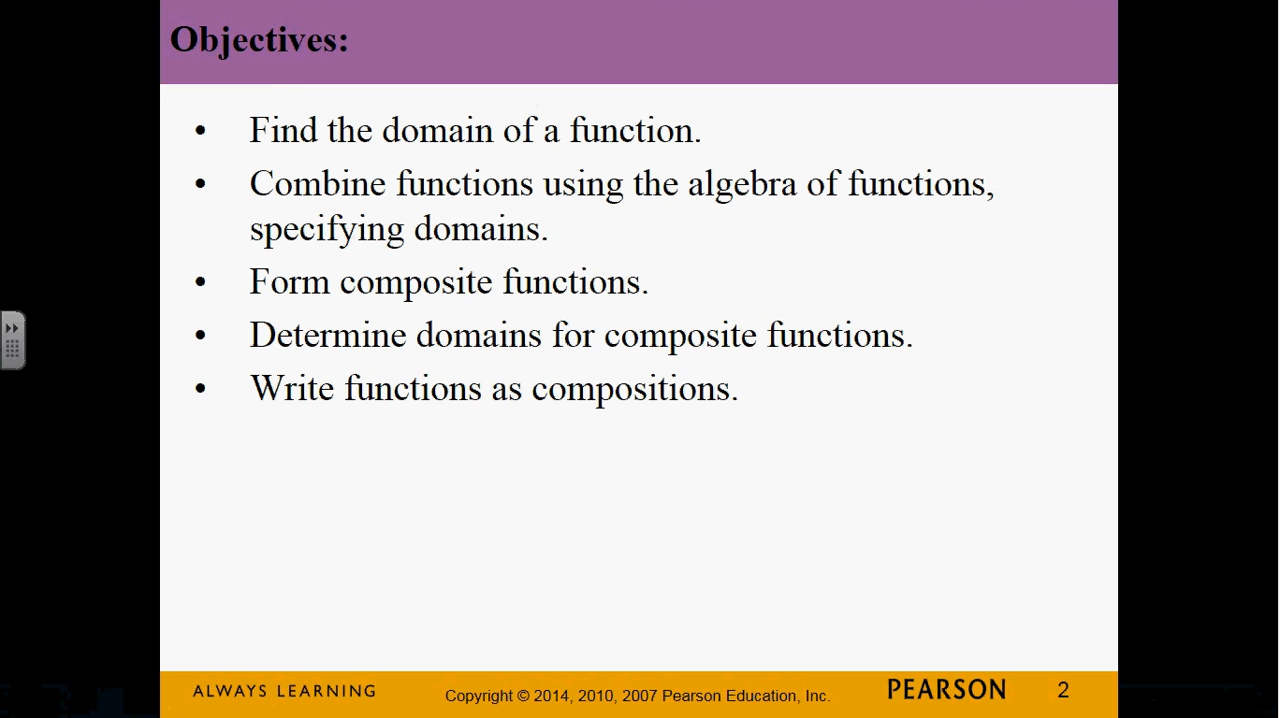 Objectives:
• Find the domain of a function.
• Combine functions using the algebra of functions,
specifying domains.
• Form composite functions.
• Determine domains for composite functions.
• Write functions as compositions.
ALWAYS LEARNING Copyright © 2014, 2010, 2007 Pearson Education, Inc. PEARSON 2